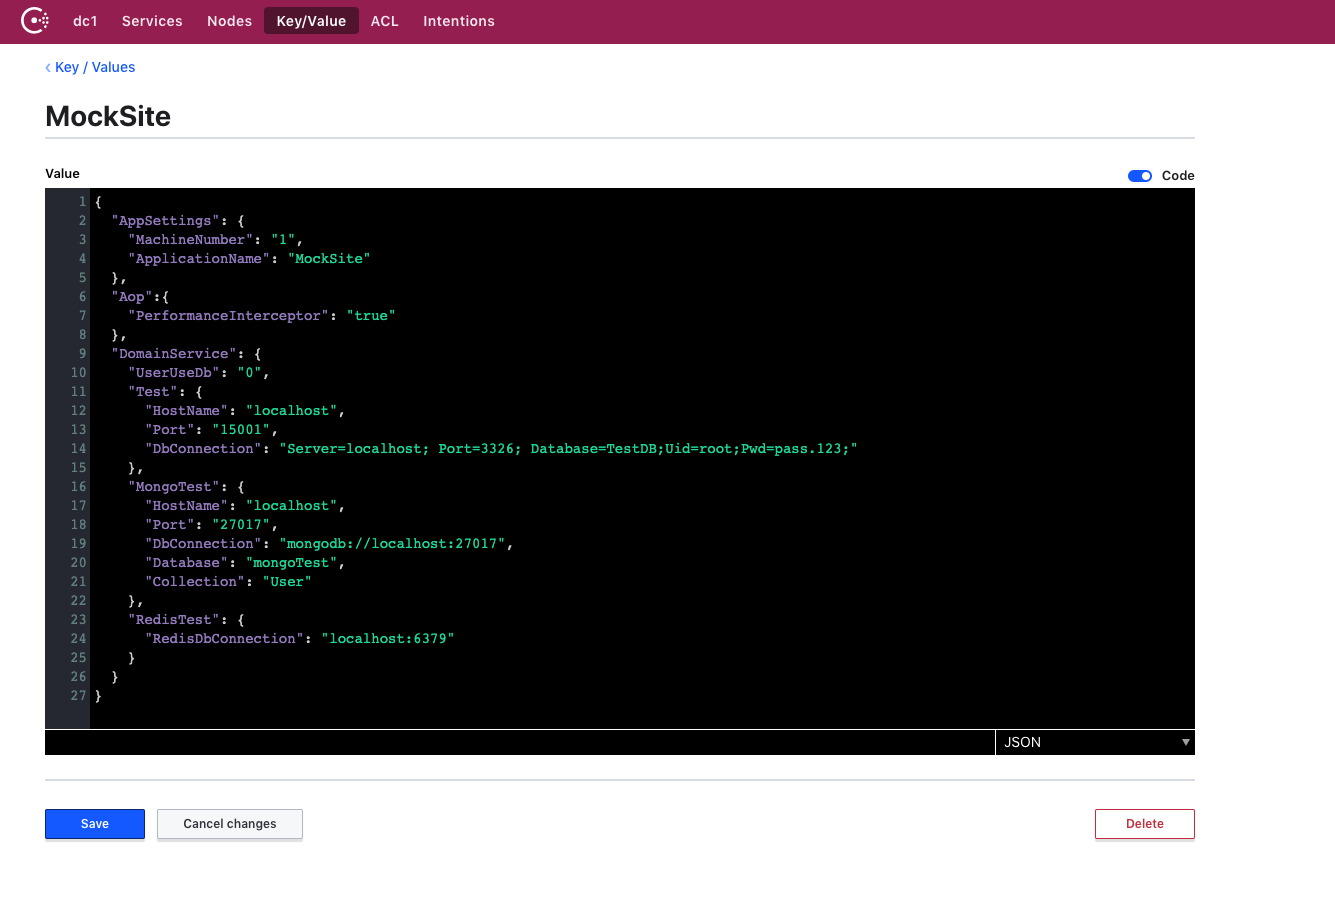 dc1 Services Nodes Key/Value ACL Intentions
‹ Key / Values
MockSite
Value
Code
1 {
2   "AppSettings": {
3     "MachineNumber": "1",
4     "ApplicationName": "MockSite"
5   },
6   "Aop":{
7     "PerformanceInterceptor": "true"
8   },
9   "DomainService": {
10     "UserUseDb": "0",
11     "Test": {
12       "HostName": "localhost",
13       "Port": "15001",
14       "DbConnection": "Server=localhost; Port=3326; Database=TestDB;Uid=root;Pwd=pass.123;"
15     },
16     "MongoTest": {
17       "HostName": "localhost",
18       "Port": "27017",
19       "DbConnection": "mongodb://localhost:27017",
20       "Database": "mongoTest",
21       "Collection": "User"
22     },
23     "RedisTest": {
24       "RedisDbConnection": "localhost:6379"
25     }
26   }
27 }
JSON
Save Cancel changes Delete